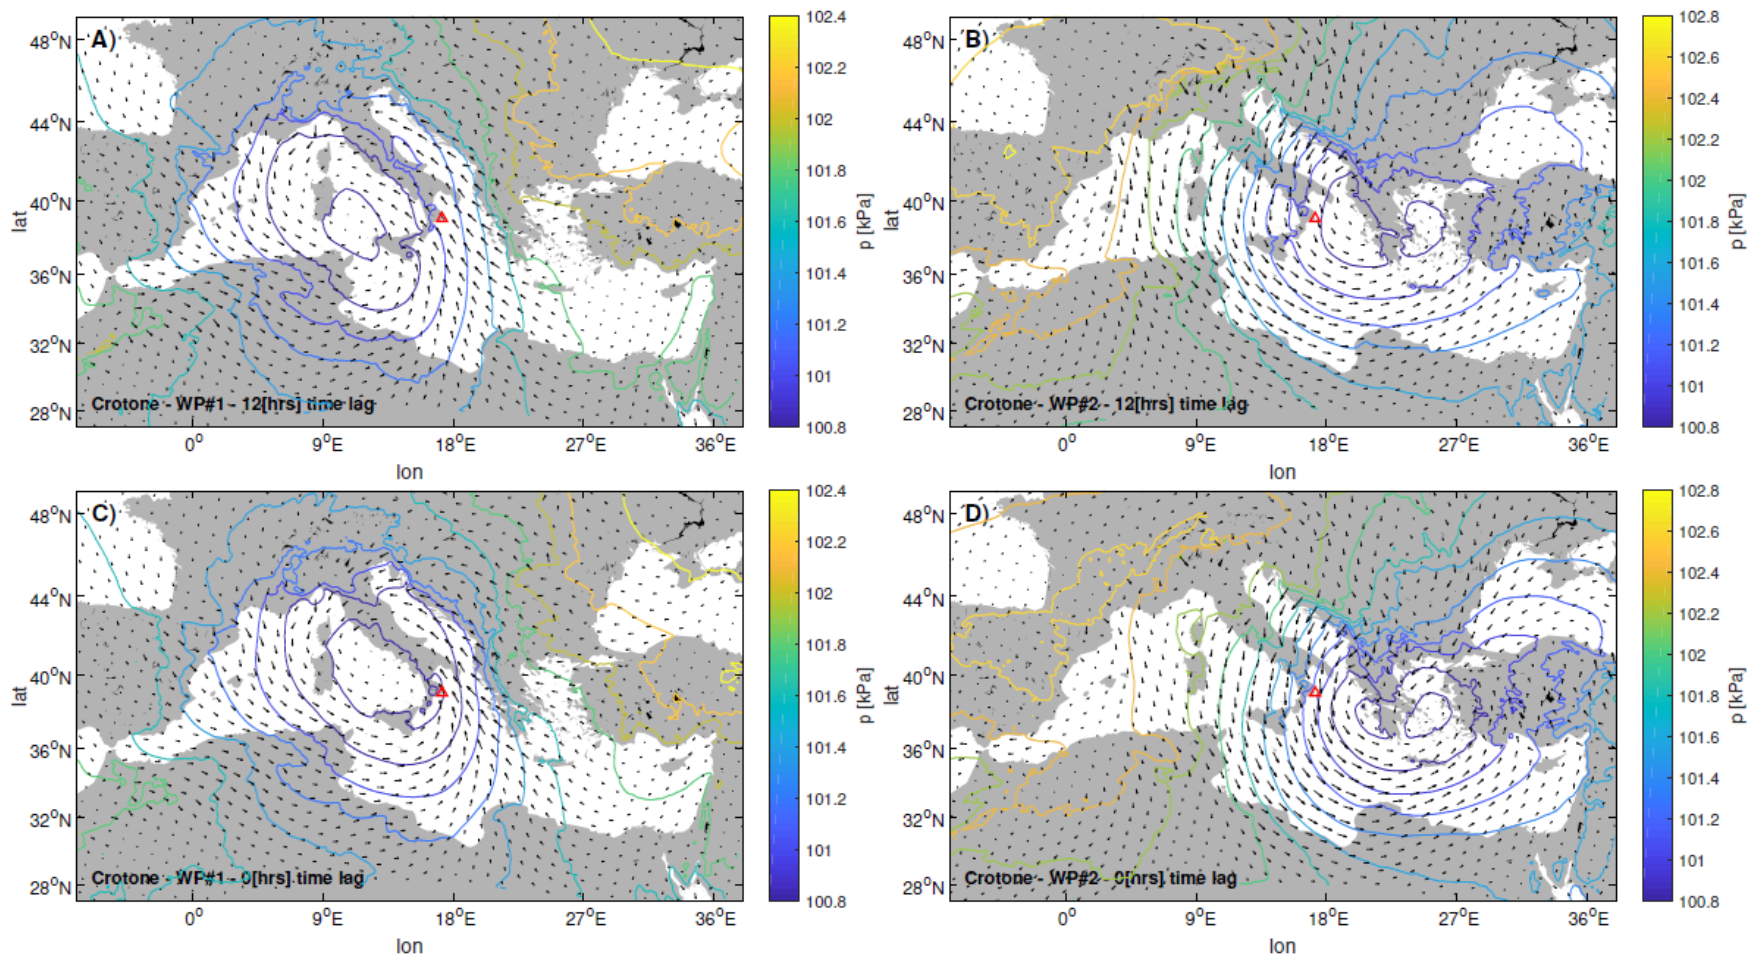 A)
48°N
44°N
40°N
36°N
32°N
28°N
lat
0°
9°E
18°E
27°E
36°E
lon
Crotone - WP#1 - 12[hrs] time lag
102.4
102.2
102
101.8
101.6
101.4
101.2
101
100.8
p [kPa]
B)
48°N
44°N
40°N
36°N
32°N
28°N
lat
0°
9°E
18°E
27°E
36°E
lon
Crotone - WP#2 - 12[hrs] time lag
102.8
102.6
102.4
102.2
102
101.8
101.6
101.4
101.2
101
100.8
p [kPa]
C)
48°N
44°N
40°N
36°N
32°N
28°N
lat
0°
9°E
18°E
27°E
36°E
lon
Crotone - WP#1 - 0[hrs] time lag
102.4
102.2
102
101.8
101.6
101.4
101.2
101
100.8
p [kPa]
D)
48°N
44°N
40°N
36°N
32°N
28°N
lat
0°
9°E
18°E
27°E
36°E
lon
Crotone - WP#2 - 0[hrs] time lag
102.8
102.6
102.4
102.2
102
101.8
101.6
101.4
101.2
101
100.8
p [kPa]